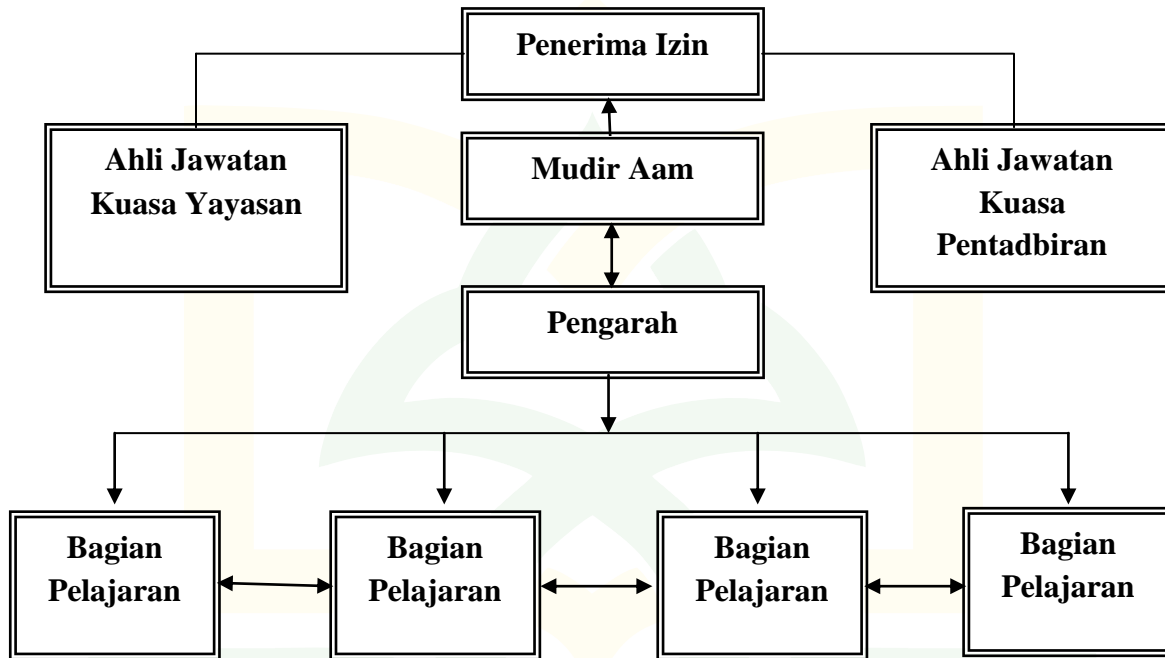 Penerima Izin
Ahli Jawatan
Kuasa Yayasan
Mudir Aam
Ahli Jawatan
Kuasa
Pentadbiran
Pengarah
Bagian
Pelajaran
Bagian
Pelajaran
Bagian
Pelajaran
Bagian
Pelajaran